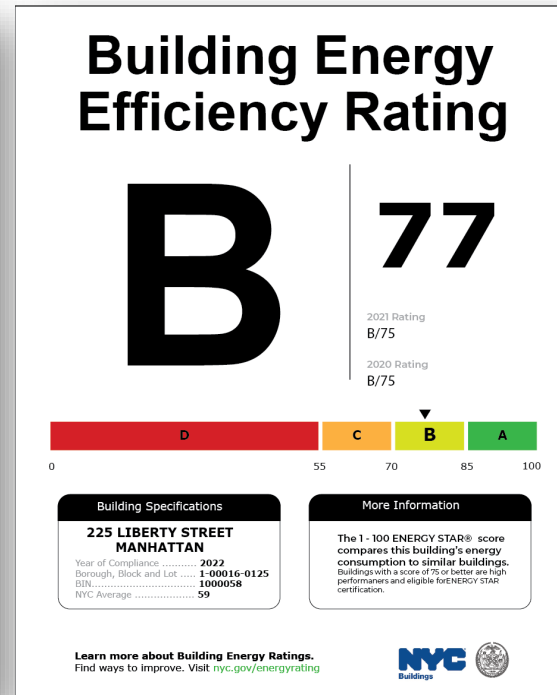 Building Energy
Efficiency Rating
B
77
2021 Rating
B/75
2020 Rating
B/75
D C B A
0 55 70 85 100
Building Specifications
225 LIBERTY STREET
MANHATTAN
Year of Compliance ........... 2022
Borough, Block and Lot ..... 1-00016-0125
BIN.......................... 1000058
NYC Average ................... 59
More Information
The 1 - 100 ENERGY STAR® score
compares this building's energy
consumption to similar buildings.
Buildings with a score of 75 or better are high
performaners and eligible forENERGY STAR
certification.
Learn more about Building Energy Ratings.
Find ways to improve. Visit nyc.gov/energyrating
NYC
Buildings